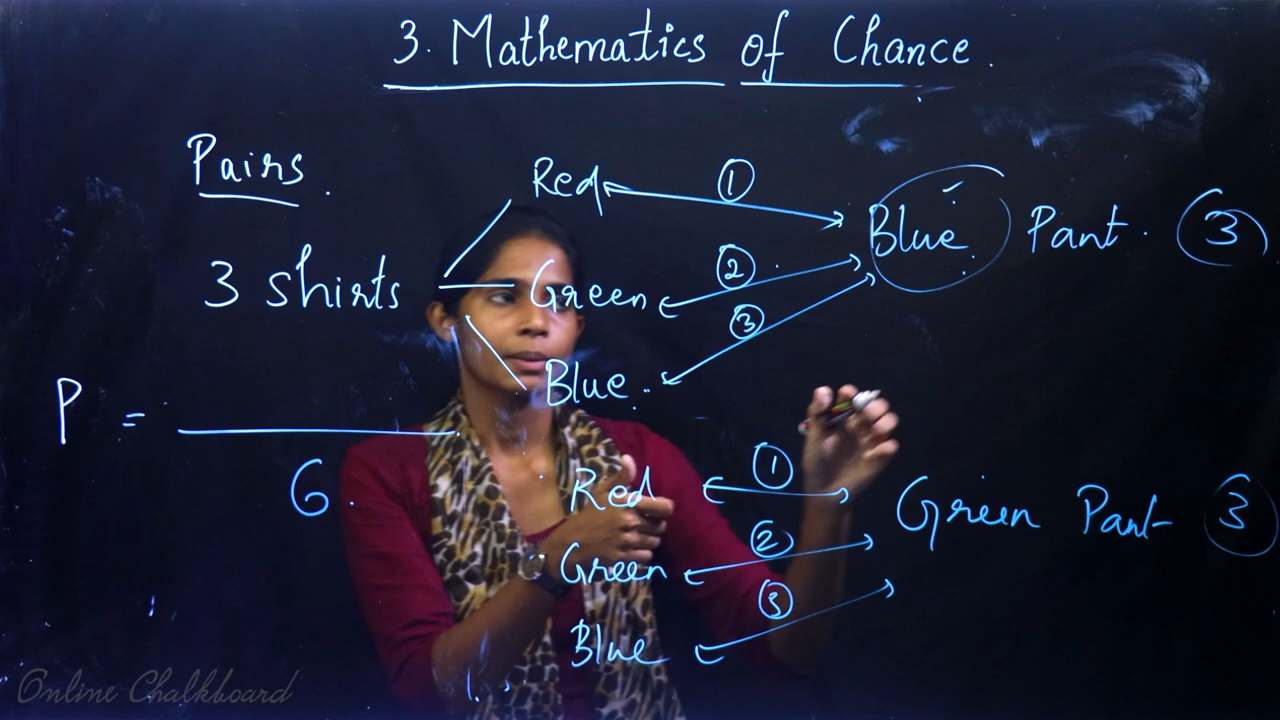 3. Mathematics of Chance.
Pairs.
Red ① Blue Pant. ③
3 Shirts Green ②
③
Blue
P = ___
6.
Red ① Green Pant ③
Green ②
Blue ③
Online Chalkboard